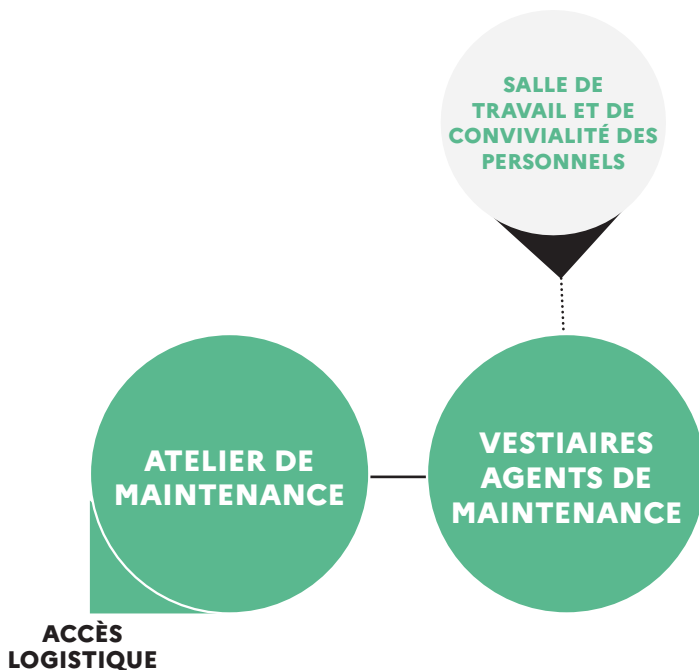 SALLE DE
TRAVAIL ET DE
CONVIVIALITÉ DES
PERSONNELS
ATELIER DE
MAINTENANCE
VESTIAIRES
AGENTS DE
MAINTENANCE
ACCÈS
LOGISTIQUE